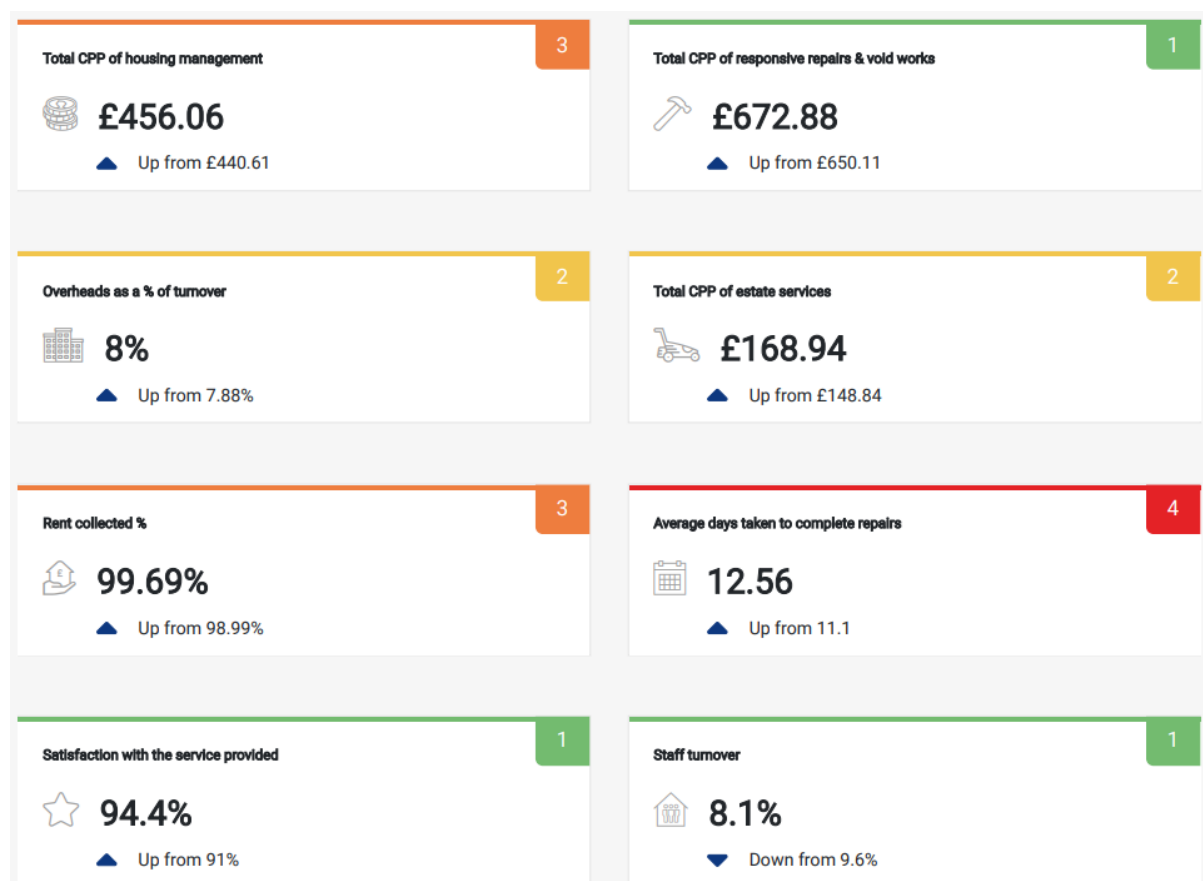 Total CPP of housing management
3
£456.06
Up from £440.61
Total CPP of responsive repairs & void works
1
£672.88
Up from £650.11
Overheads as a % of turnover
2
8%
Up from 7.88%
Total CPP of estate services
2
£168.94
Up from £148.84
Rent collected %
3
£
99.69%
Up from 98.99%
Average days taken to complete repairs
4
12.56
Up from 11.1
Satisfaction with the service provided
1
94.4%
Up from 91%
Staff turnover
1
8.1%
Down from 9.6%